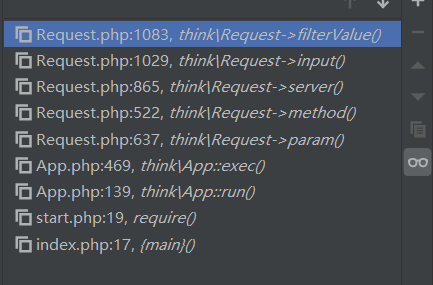 Request.php:1083, think\Request->filterValue()
Request.php:1029, think\Request->input()
Request.php:865, think\Request->server()
Request.php:522, think\Request->method()
Request.php:637, think\Request->param()
App.php:469, think\App::exec()
App.php:139, think\App::run()
start.php:19, require()
index.php:17, {main}()